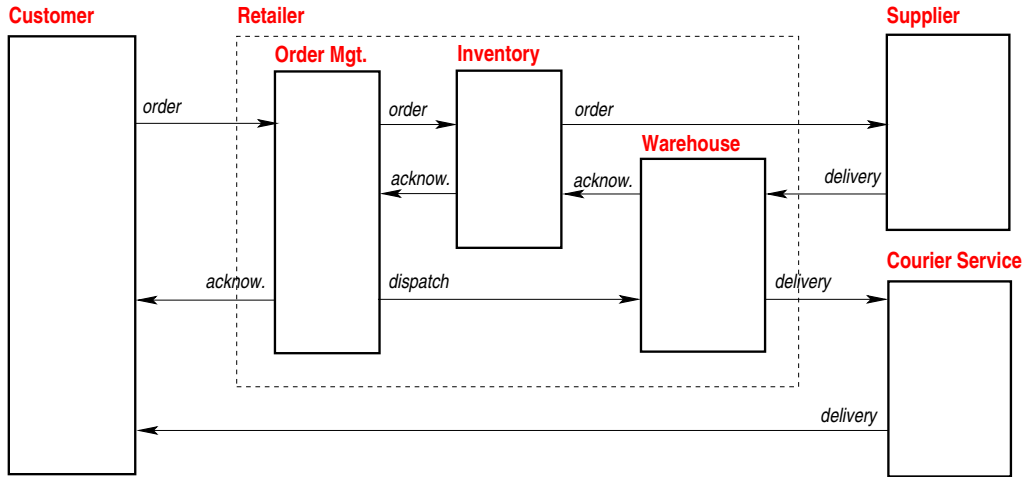 Customer
Retailer
Supplier
Order Mgt.
Inventory
order
order
order
Warehouse
acknow.
acknow.
delivery
Courier Service
acknow.
dispatch
delivery
delivery